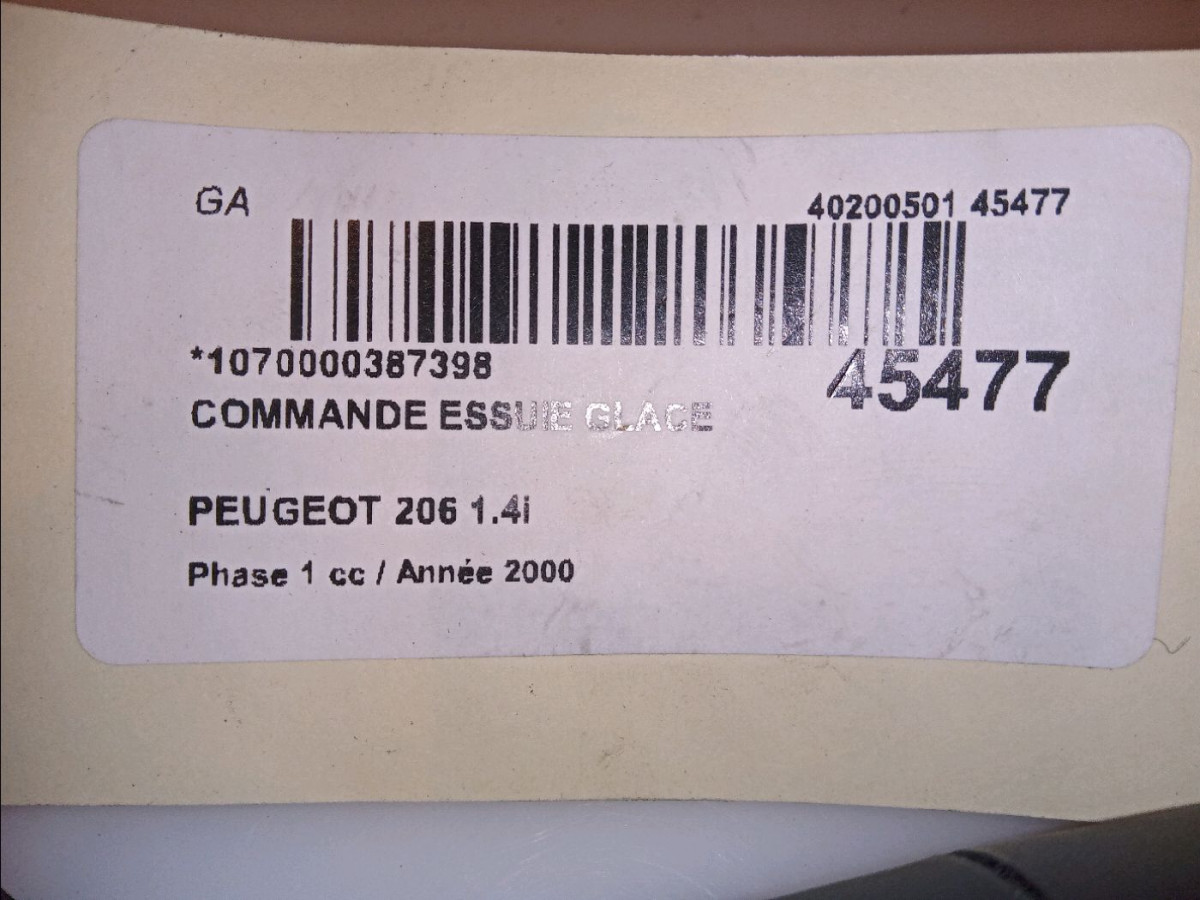 GA
40200501 45477
*1070000387398
45477
COMMANDE ESSUIE GLACE
PEUGEOT 206 1.4i
Phase 1 cc / Année 2000